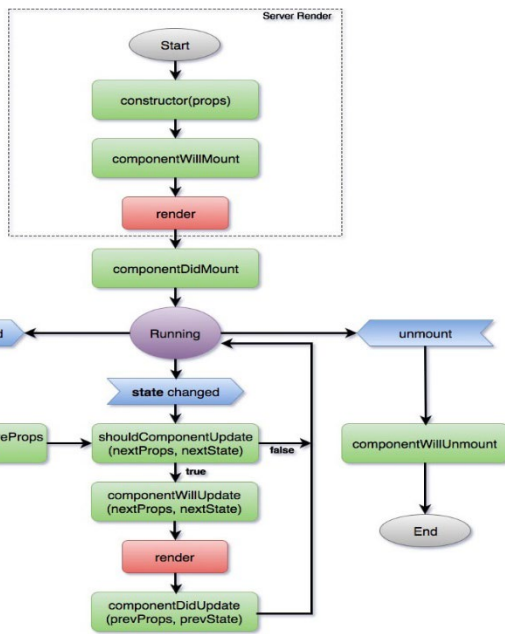 Server Render
Start
constructor(props)
componentWillMount
render
componentDidMount
d
Running
unmount
state changed
eProps
shouldComponentUpdate
(nextProps, nextState)
false
true
componentWillUnmount
componentWillUpdate
(nextProps, nextState)
render
End
componentDidUpdate
(prevProps, prevState)